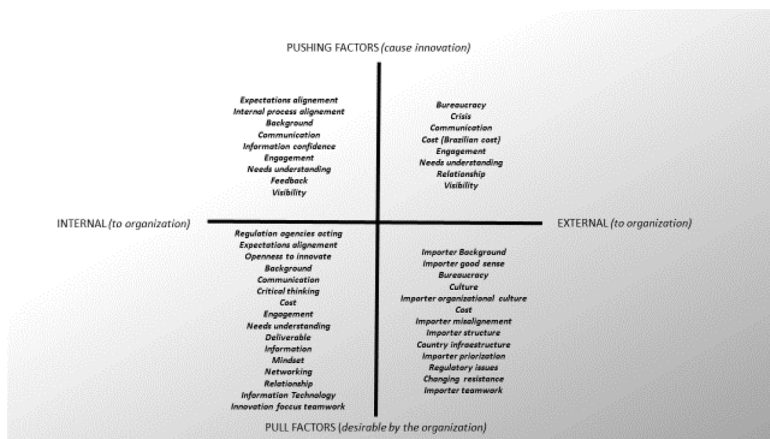 PUSHING FACTORS (cause innovation)
Expectations alignement
Internal process alignement
Background
Communication
Information confidence
Engagement
Needs understanding
Feedback
Visibility
Bureaucracy
Crisis
Communication
Cost (Brazilian cost)
Engagement
Needs understanding
Relationship
Visibility
INTERNAL (to organization)
EXTERNAL (to organization)
Regulation agencies acting
Expectations alignement
Openness to innovate
Background
Communication
Critical thinking
Cost
Engagement
Needs understanding
Deliverable
Information
Mindset
Networking
Relationship
Information Technology
Innovation foccus teamwork
Importer Background
Importer good sense
Bureaucracy
Culture
Importer organizational culture
Cost
Importer misalignement
Importer structure
Country infraestructure
Importer priorization
Regulatory issues
Changing resistance
Importer teamwork
PULL FACTORS (desirable by the organization)